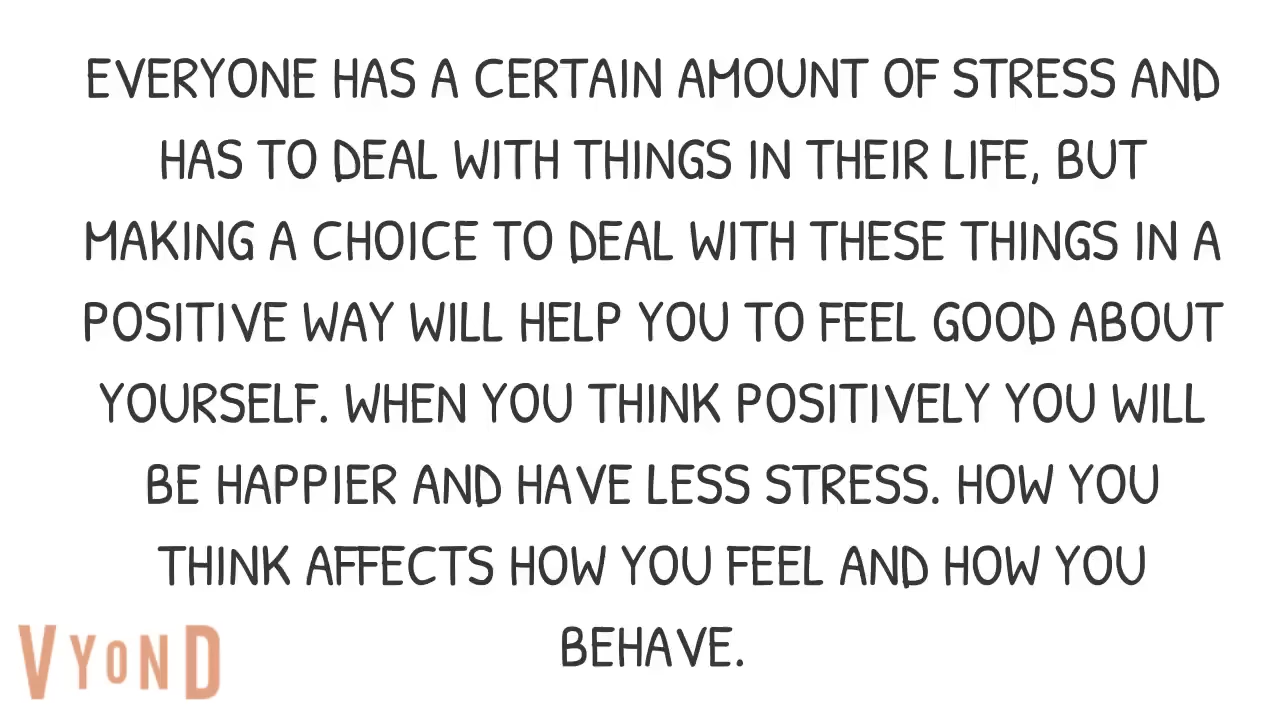 EVERYONE HAS A CERTAIN AMOUNT OF STRESS AND
HAS TO DEAL WITH THINGS IN THEIR LIFE, BUT
MAKING A CHOICE TO DEAL WITH THESE THINGS IN A
POSITIVE WAY WILL HELP YOU TO FEEL GOOD ABOUT
YOURSELF. WHEN YOU THINK POSITIVELY YOU WILL
BE HAPPIER AND HAVE LESS STRESS. HOW YOU
THINK AFFECTS HOW YOU FEEL AND HOW YOU
BEHAVE.
VYOND